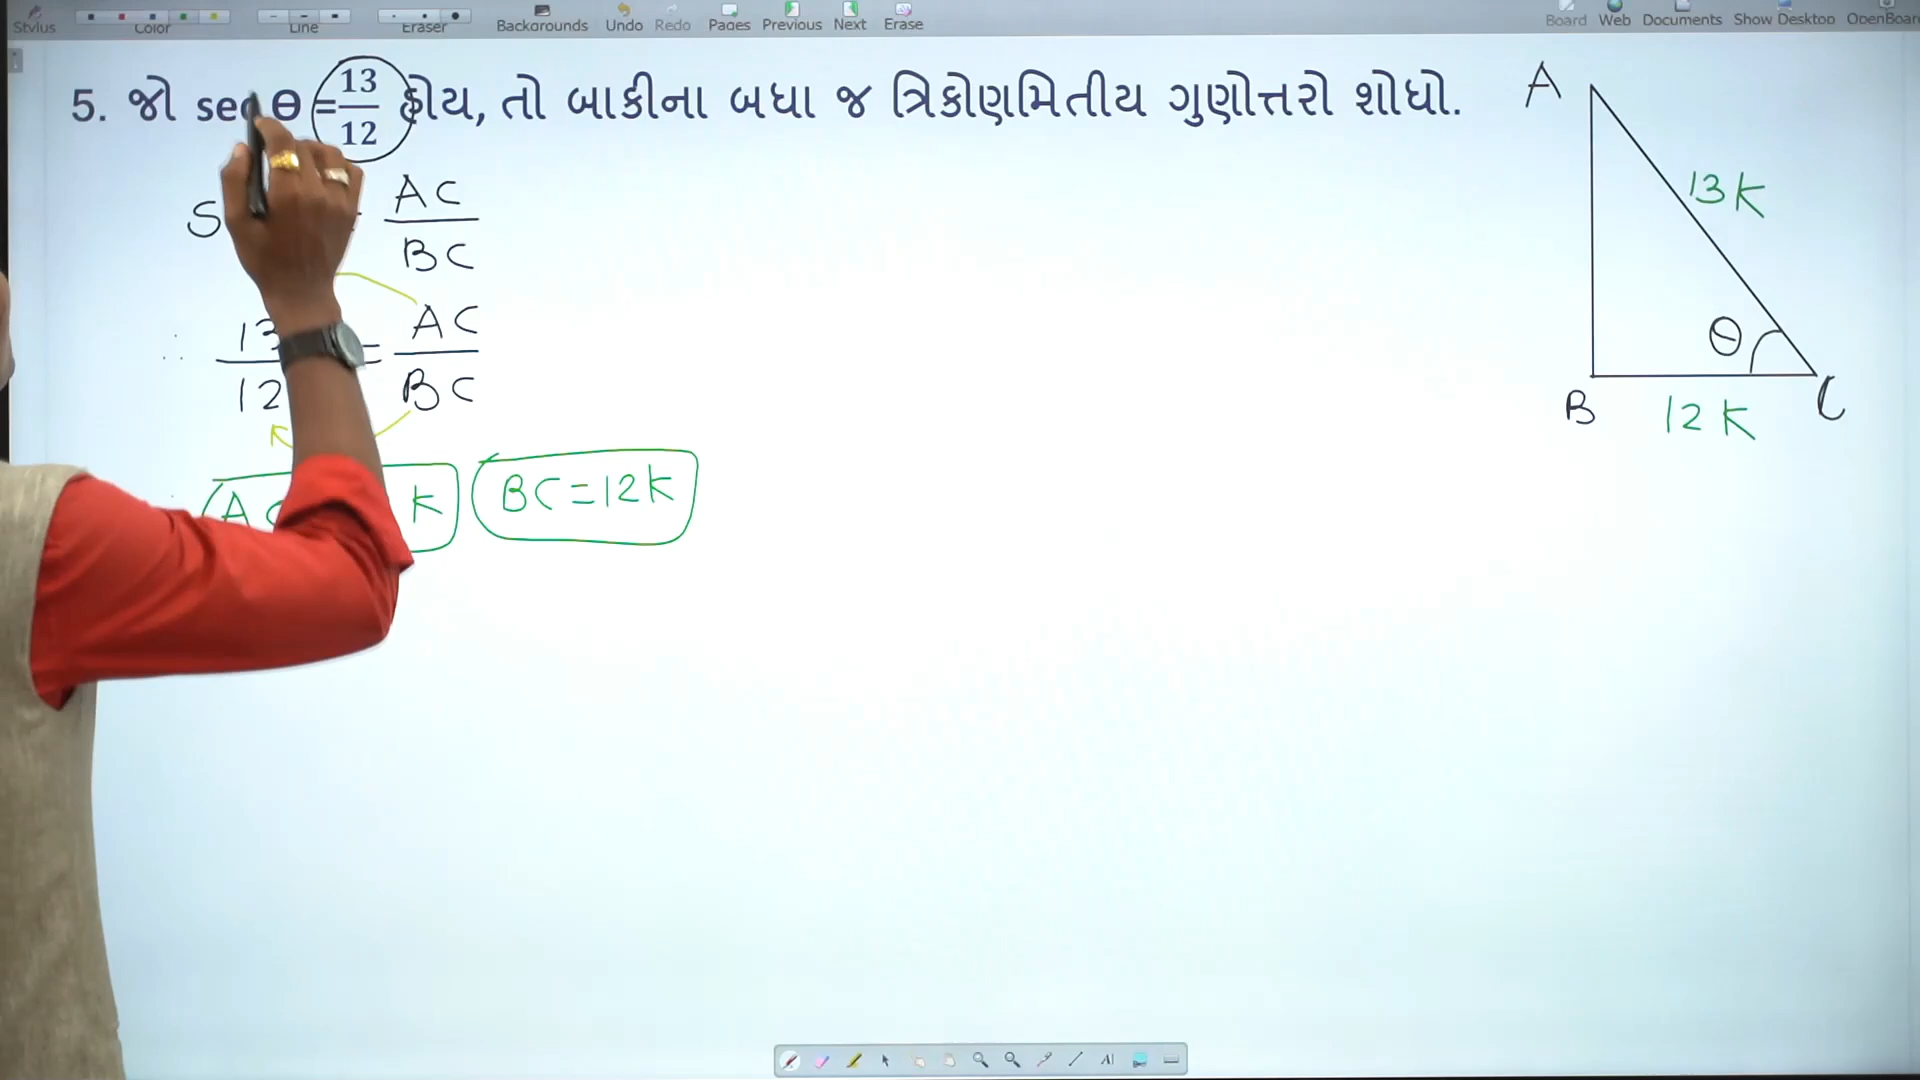 Stylus Color Line Eraser Backgrounds Undo Redo Pages Previous Next Erase Board Web Documents Show Desktop
5. જો sec θ = 13/12 હોય, તો બાકીના બધા જ ત્રિકોણમિતીય ગુણોત્તરો શોધો.
A
13K
AC
BC
θ
AC
12
BC
B 12K C
K BC=12K